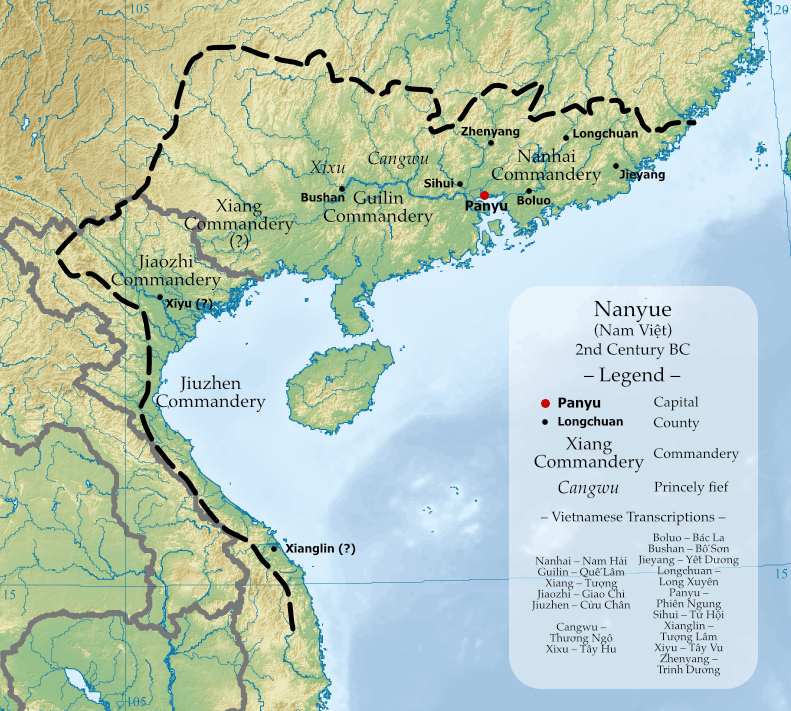 105
120
Zhenyang
Longchuan
Cangwu
Nanhai
Commandery
Xixu
Jieyang
Sihui
Bushan
Guilin
Commandery
Boluo
Panyu
Xiang
Commandery
(?)
Jiaozhi
Commandery
Xiyu (?)
Jiuzhen
Commandery
Xianglin (?)
15
15
105
Nanyue
(Nam Việt)
2nd Century BC
– Legend –
Panyu Capital
Longchuan County
Xiang
Commandery Commandery
Cangwu Princely fief
– Vietnamese Transcriptions –
Nanhai – Nam Hải
Guilin – Quế Lâm
Xiang – Tượng
Jiaozhi – Giao Chỉ
Jiuzhen – Cửu Chân
Cangwu –
Thương Ngô
Xixu – Tây Hu
Boluo – Bác La
Bushan – Bố Sơn
Jieyang – Yết Dương
Longchuan –
Long Xuyên
Panyu –
Phiên Ngung
Sihui – Tứ Hội
Xianglin –
Tượng Lâm
Xiyu – Tây Vu
Zhenyang –
Trinh Dương